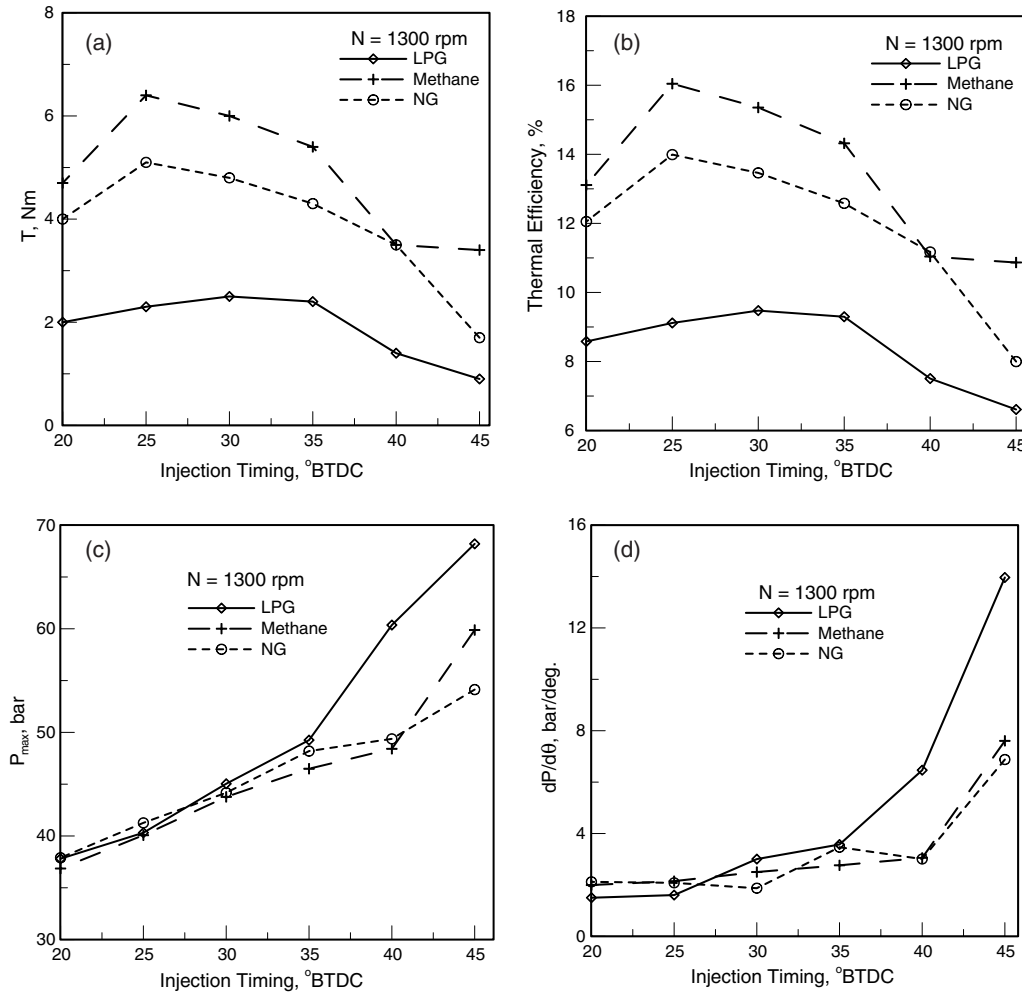 (a)
N = 1300 rpm
LPG
Methane
NG
8
6
4
2
0
T, Nm
20 25 30 35 40 45
Injection Timing, °BTDC
(b)
N = 1300 rpm
LPG
Methane
NG
18
16
14
12
10
8
6
Thermal Efficiency, %
20 25 30 35 40 45
Injection Timing, °BTDC
(c)
N = 1300 rpm
LPG
Methane
NG
70
60
50
40
30
Pmax, bar
20 25 30 35 40 45
Injection Timing, °BTDC
(d)
N = 1300 rpm
LPG
Methane
NG
16
12
8
4
0
dP/dθ, bar/deg.
20 25 30 35 40 45
Injection Timing, °BTDC